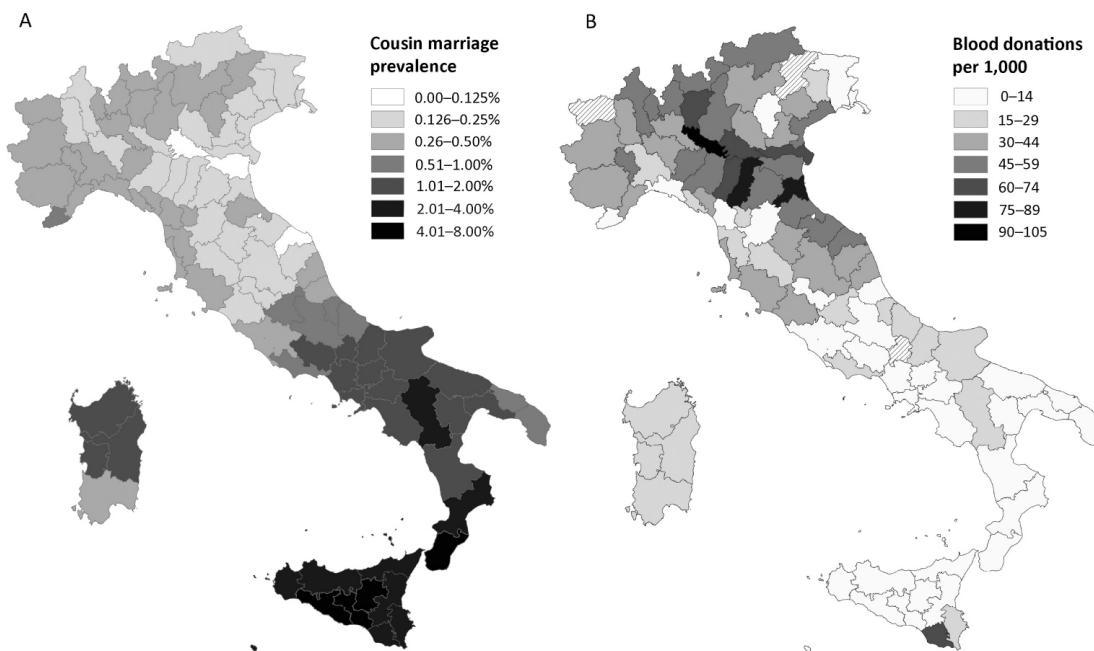 A
Cousin marriage
prevalence
0.00–0.125%
0.126–0.25%
0.26–0.50%
0.51–1.00%
1.01–2.00%
2.01–4.00%
4.01–8.00%
B
Blood donations
per 1,000
0–14
15–29
30–44
45–59
60–74
75–89
90–105